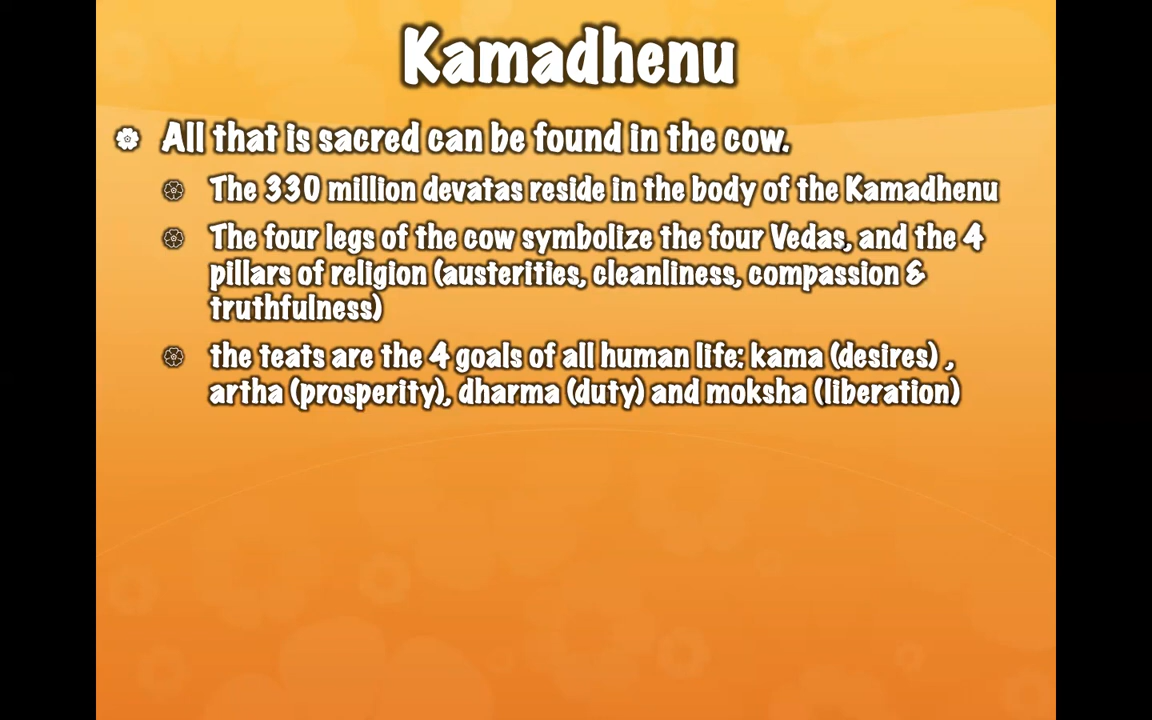 Kamadhenu
All that is sacred can be found in the cow.
The 330 million devatas reside in the body of the Kamadhenu
The four legs of the cow symbolize the four Vedas, and the 4
pillars of religion (austerities, cleanliness, compassion &
truthfulness)
the teats are the 4 goals of all human life: kama (desires) ,
artha (prosperity), dharma (duty) and moksha (liberation)